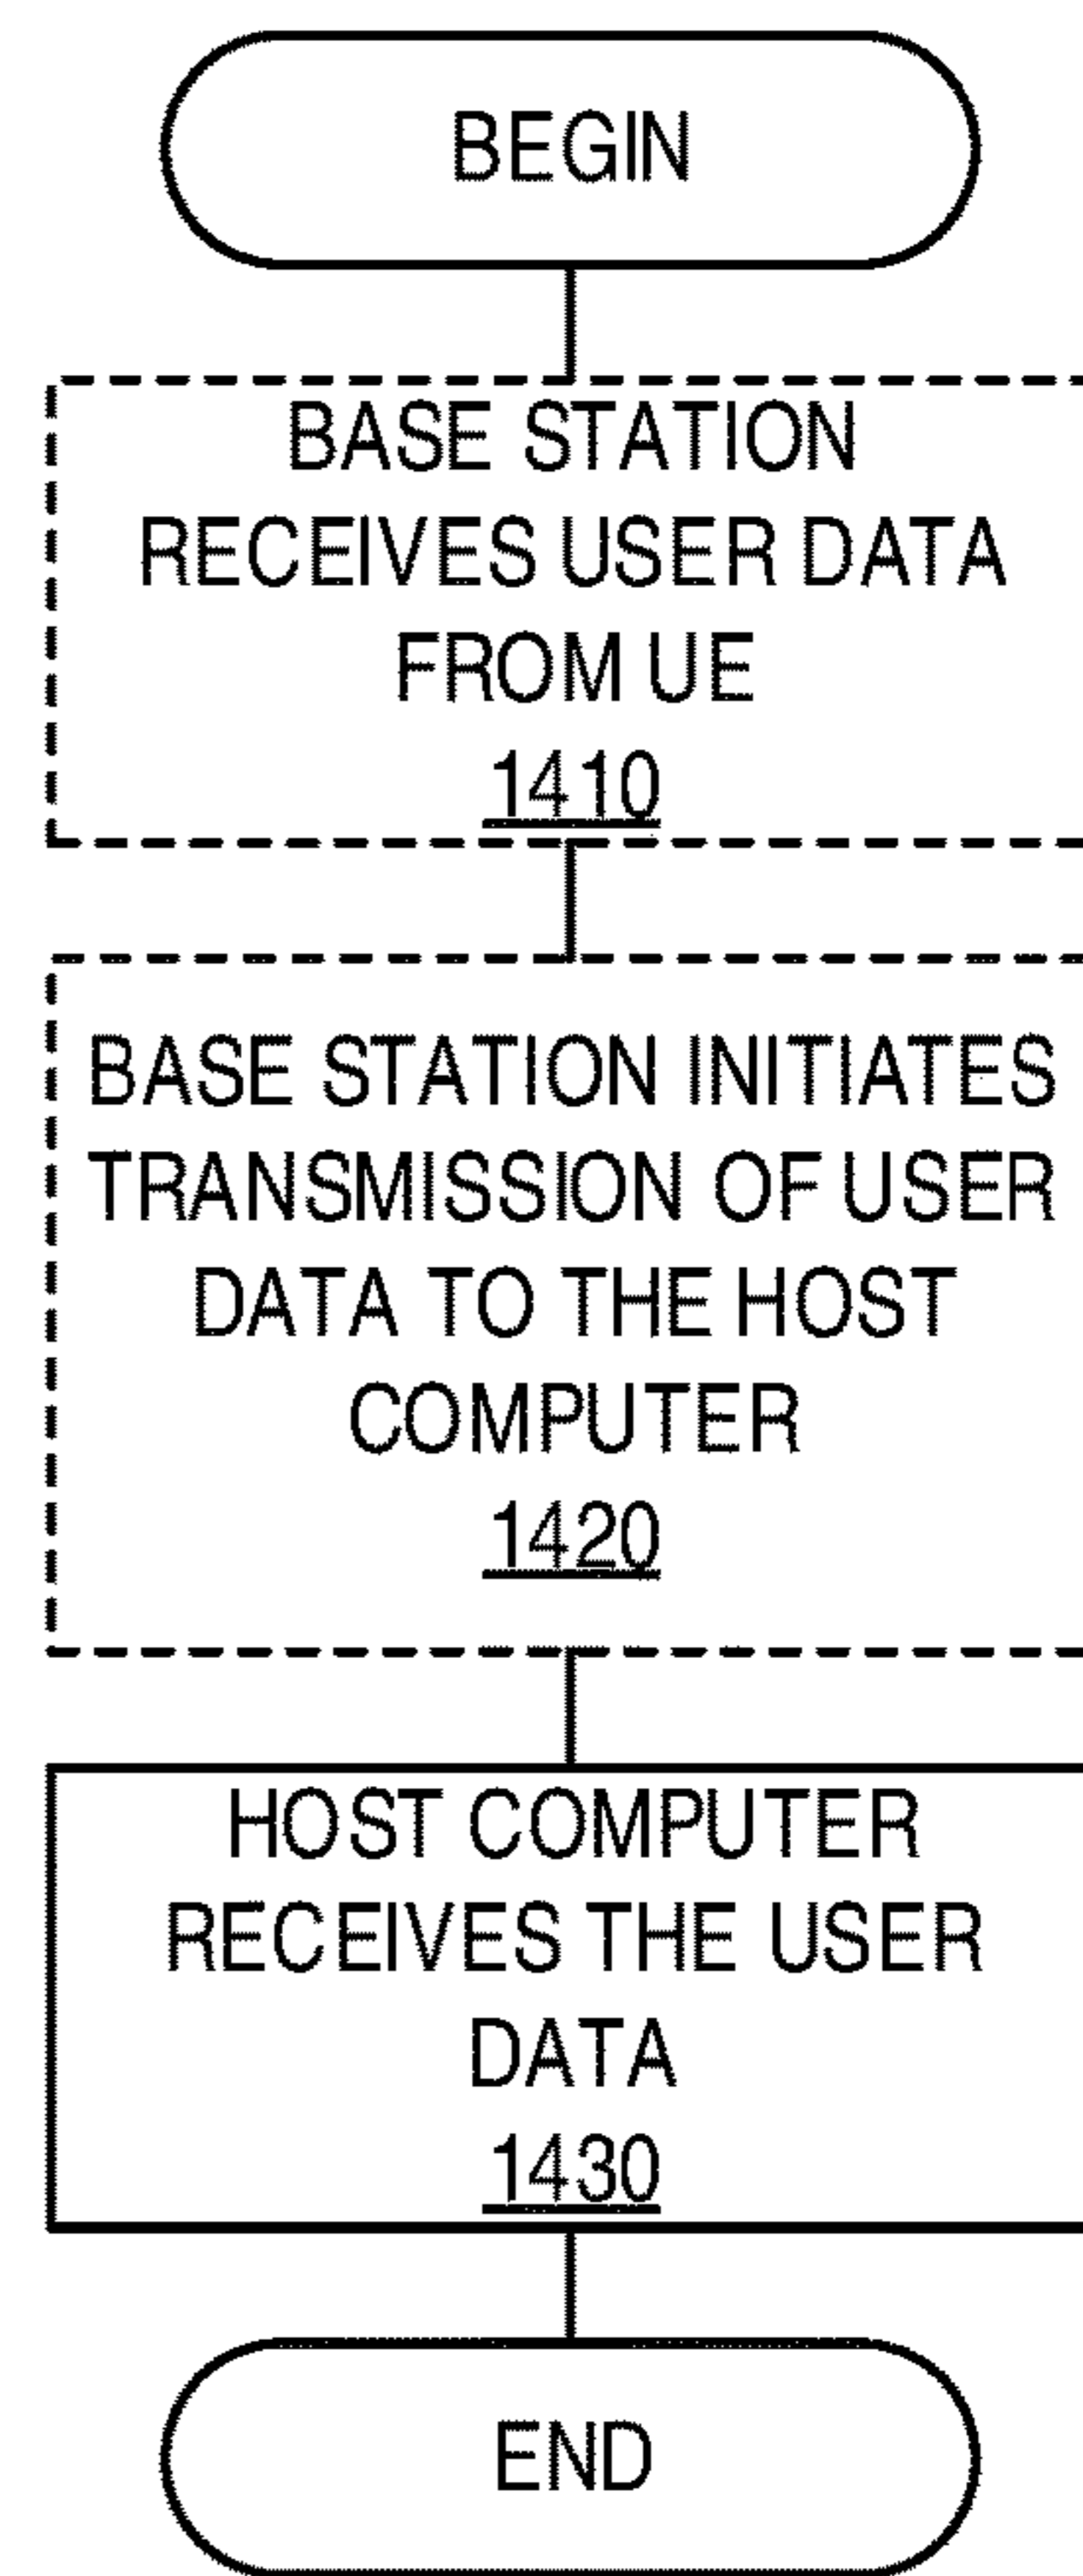 BEGIN
BASE STATION
RECEIVES USER DATA
FROM UE
1410
BASE STATION INITIATES
TRANSMISSION OF USER
DATA TO THE HOST
COMPUTER
1420
HOST COMPUTER
RECEIVES THE USER
DATA
1430
END